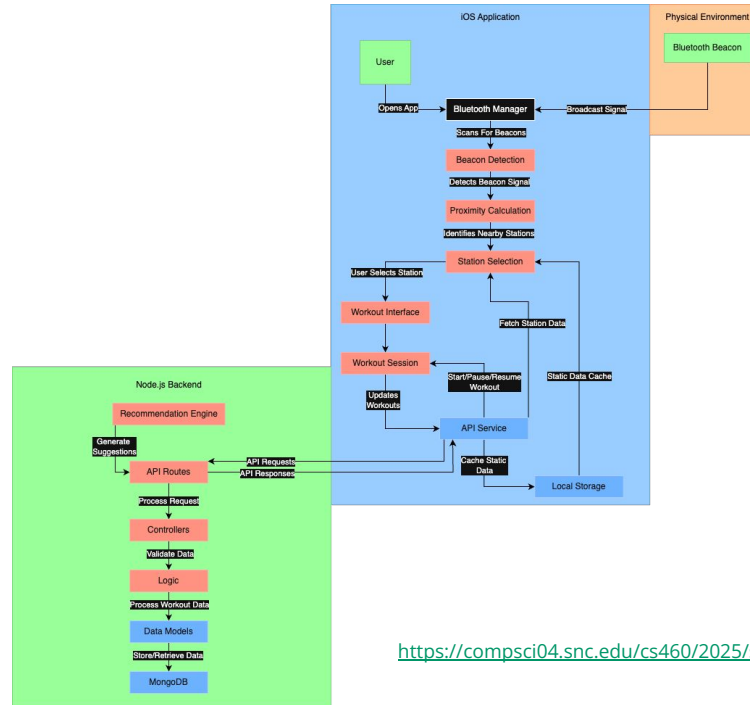 iOS Application
Physical Environment
User
Bluetooth Beacon
Opens App
Bluetooth Manager
Broadcast Signal
Scans For Beacons
Beacon Detection
Detects Beacon Signal
Proximity Calculation
Identifies Nearby Stations
Station Selection
User Selects Station
Workout Interface
Fetch Station Data
Workout Session
Start/Pause/Resume
Workout
Static Data Cache
Updates
Workouts
API Service
Cache Static
Data
Local Storage
Node.js Backend
Recommendation Engine
Generate
Suggestions
API Routes
API Requests
API Responses
Process Request
Controllers
Validate Data
Logic
Process Workout Data
Data Models
Store/Retrieve Data
MongoDB
https://compsci04.snc.edu/cs460/2025/